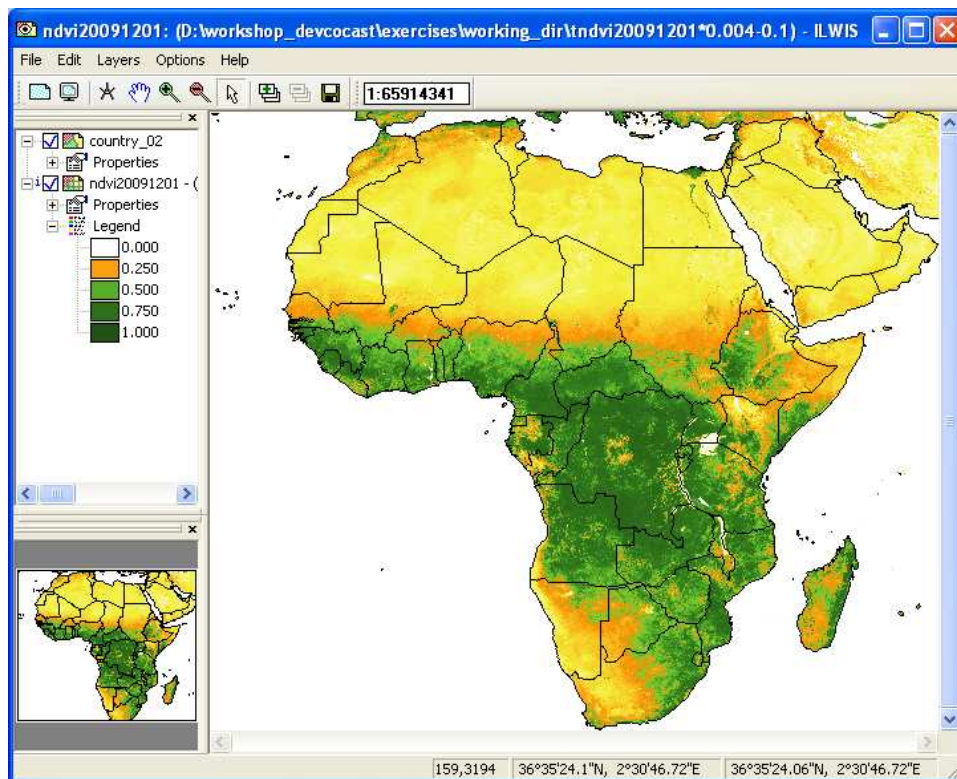 ndvi20091201: (D:\workshop_devcocast\exercises\working_dir\tndvi20091201*0.004-0.1) - ILWIS
File Edit Layers Options Help
1:65914341
country_02
Properties
ndvi20091201 - (
Properties
Legend
0.000
0.250
0.500
0.750
1.000
159,3194 36°35'24.1"N, 2°30'46.72"E 36°35'24.06"N, 2°30'46.72"E